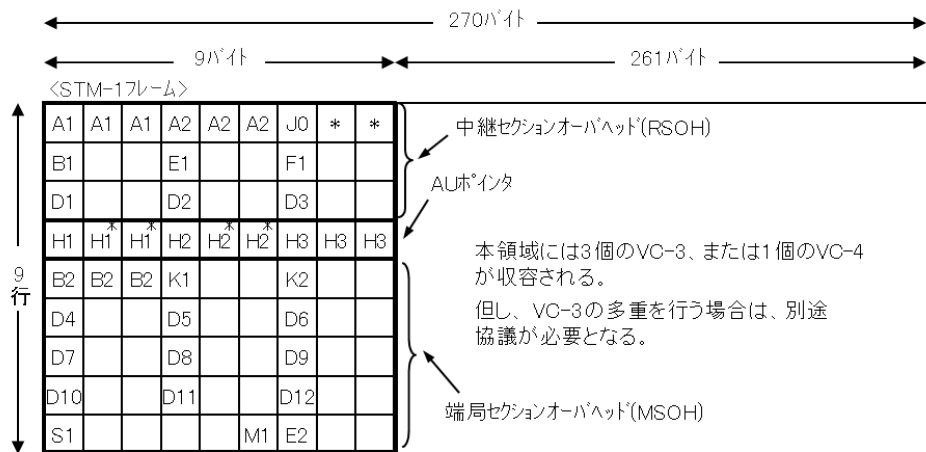 270ﾊﾞｲﾄ
9ﾊﾞｲﾄ 261ﾊﾞｲﾄ
〈STM-1ﾌﾚｰﾑ〉
A1 A1 A1 A2 A2 A2 J0 * *
B1 E1 F1
D1 D2 D3
H1 H1* H1* H2 H2* H2* H3 H3 H3
B2 B2 B2 K1 K2
D4 D5 D6
D7 D8 D9
D10 D11 D12
S1 M1 E2
9
行
中継ｾｸｼｮﾝｵｰﾊﾞﾍｯﾄﾞ(RSOH)
AUﾎﾟｲﾝﾀ
本領域には3個のVC-3、または1個のVC-4
が収容される。
但し、VC-3の多重を行う場合は、別途
協議が必要となる。
端局ｾｸｼｮﾝｵｰﾊﾞﾍｯﾄﾞ(MSOH)